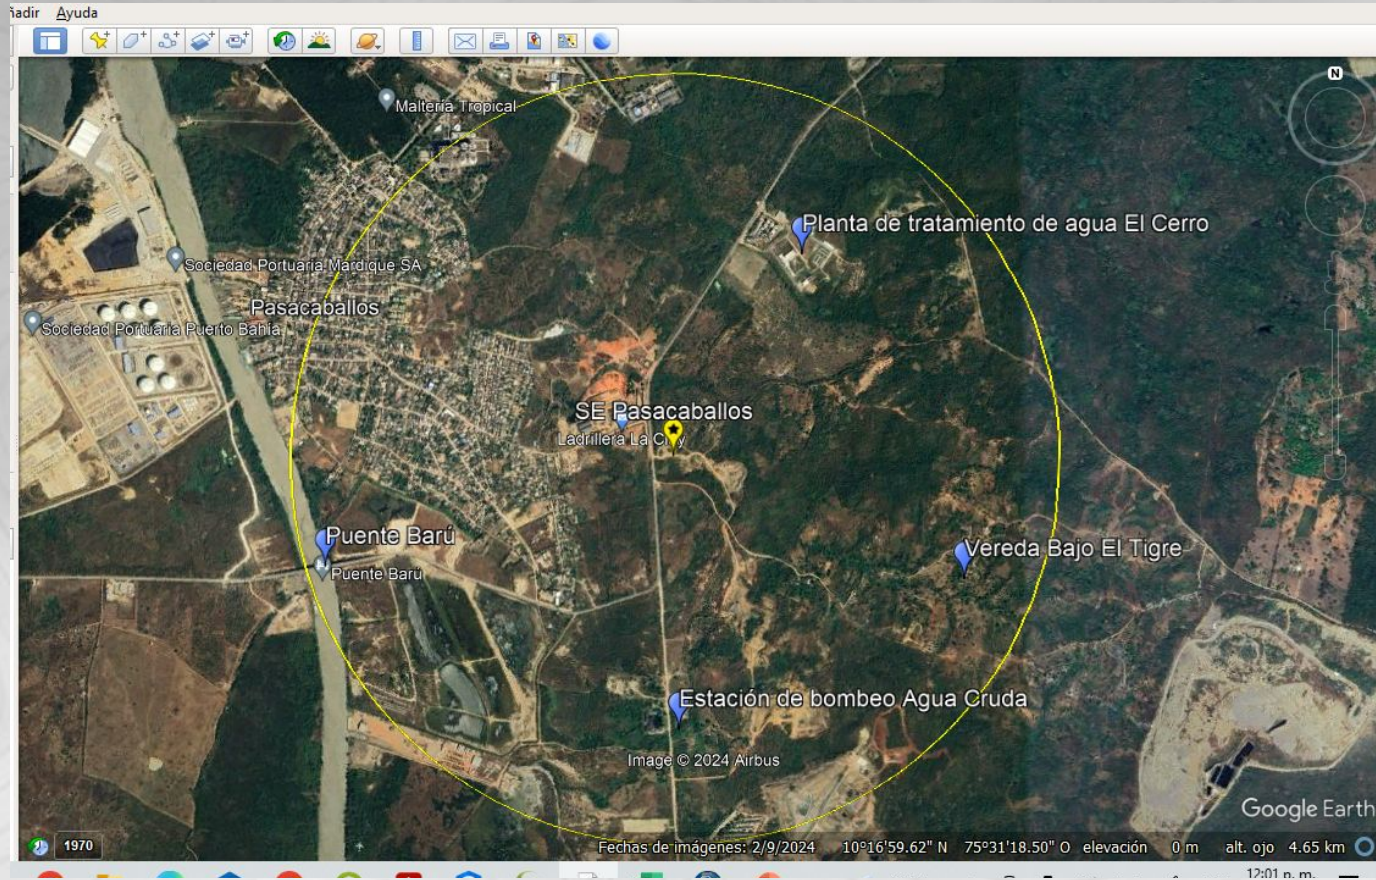 ñadir Ayuda
N
Maltería Tropical
Planta de tratamiento de agua El Cerro
Sociedad Portuaria Mardique SA
Pasacaballos
Sociedad Portuaria Puerto Bahía
SE Pasacaballos
Ladrillera La Clay
Puente Barú
Vereda Bajo El Tigre
Puente Barú
Estación de bombeo Agua Cruda
Image © 2024 Airbus
Google Earth
1970
Fechas de imágenes: 2/9/2024 10°16'59.62" N 75°31'18.50" O elevación 0 m alt. ojo 4.65 km
12:01 p. m.